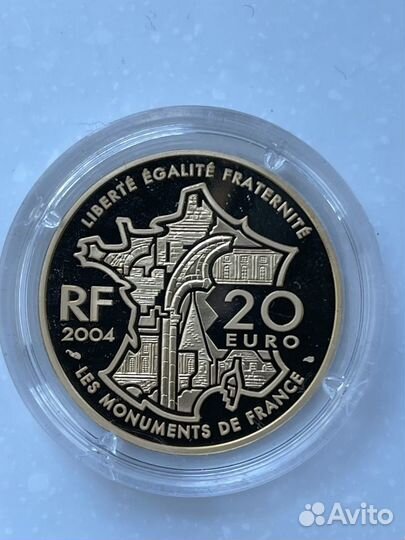 LIBERTÉ ÉGALITÉ FRATERNITÉ
RF
2004
20
EURO
LES MONUMENTS DE FRANCE
Avito